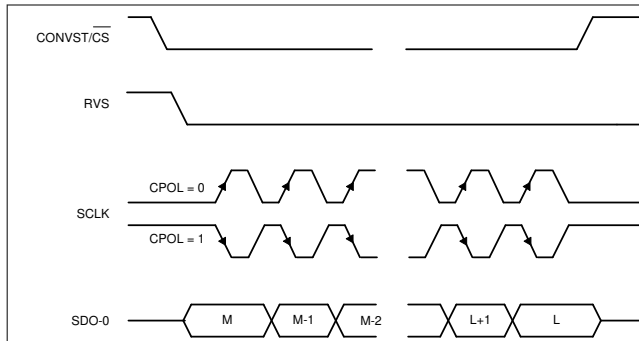 CONVST/CS
RVS
CPOL = 0
SCLK
CPOL = 1
SDO-0 M M-1 M-2 L+1 L